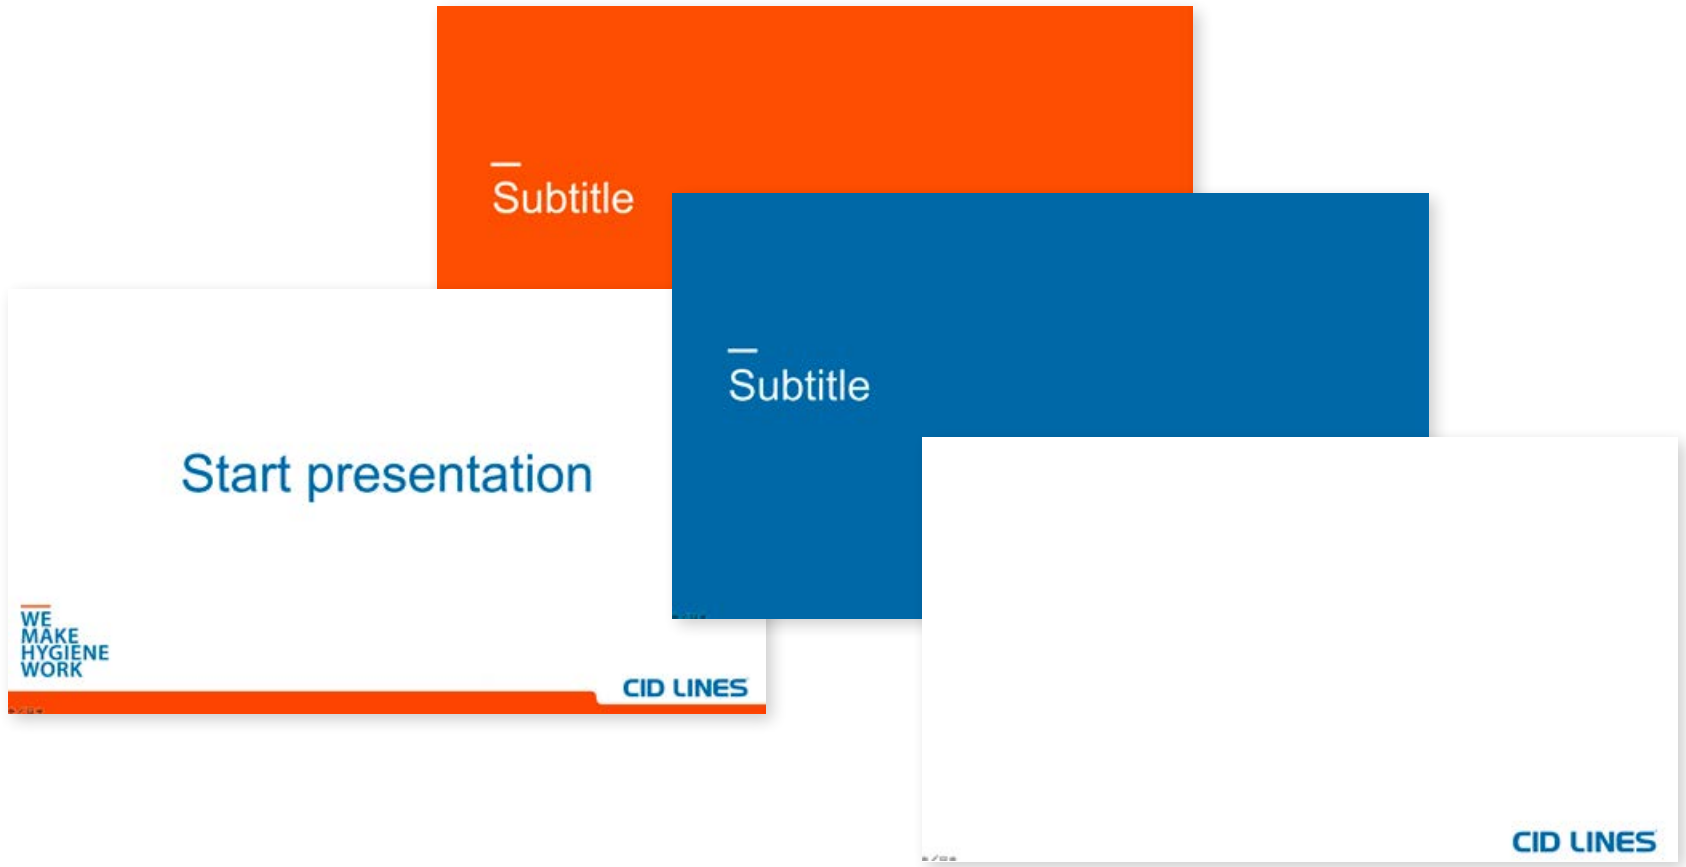 Subtitle
Subtitle
Start presentation
WE
MAKE
HYGIENE
WORK
CID LINES
CID LINES